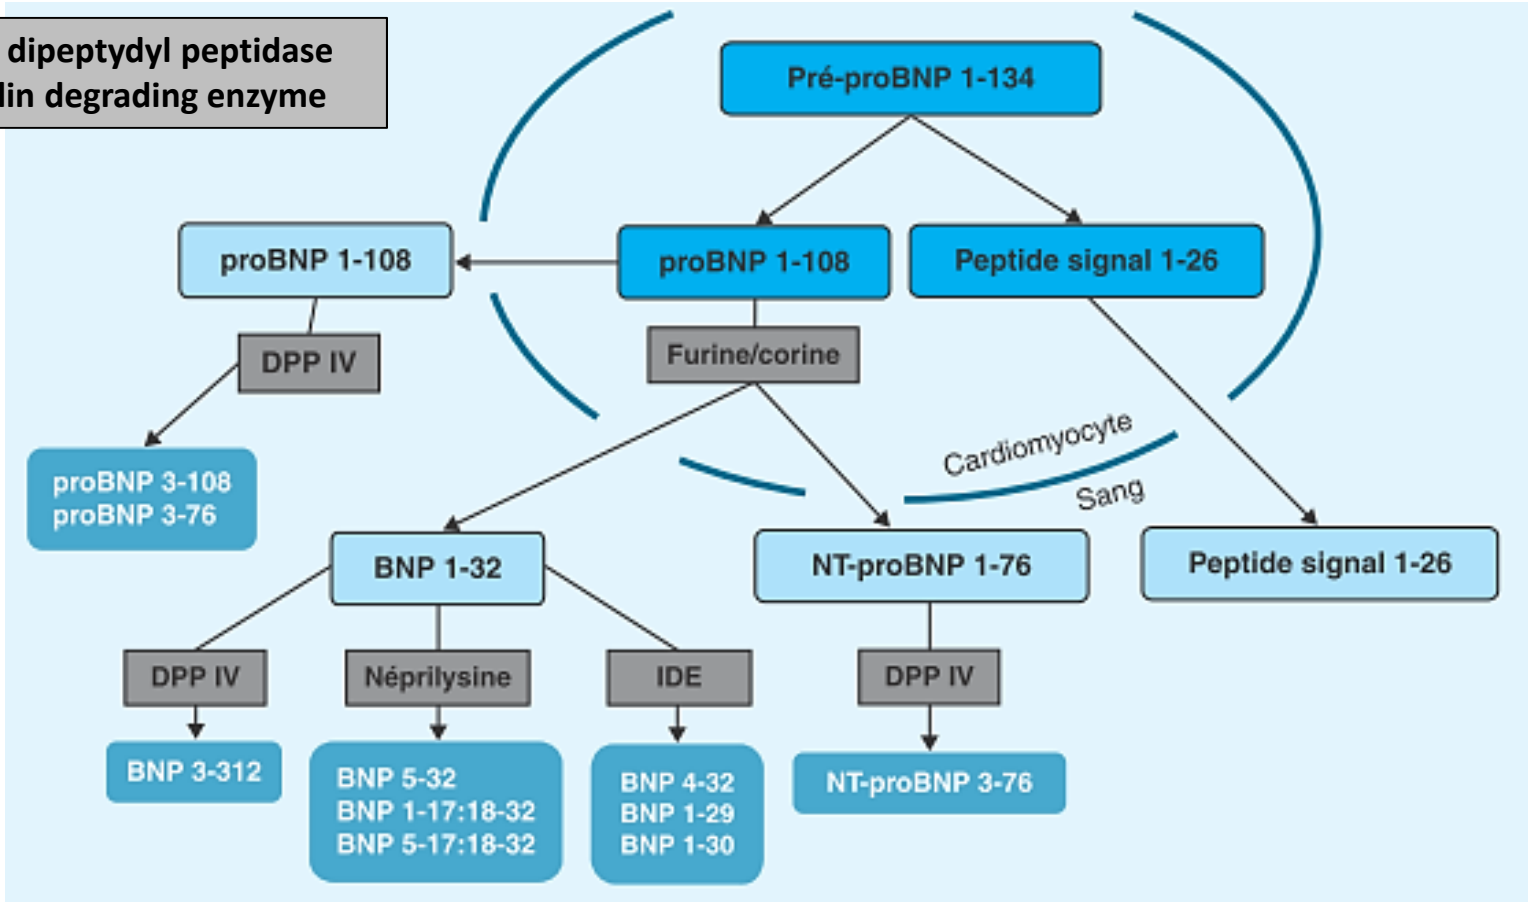 dipeptydyl peptidase
lin degrading enzyme
Pré-proBNP 1-134
proBNP 1-108
proBNP 1-108
Peptide signal 1-26
DPP IV
Furine/corine
Cardiomyocyte
Sang
proBNP 3-108
proBNP 3-76
BNP 1-32
NT-proBNP 1-76
Peptide signal 1-26
DPP IV
Néprilysine
IDE
DPP IV
BNP 3-312
BNP 5-32
BNP 1-17:18-32
BNP 5-17:18-32
BNP 4-32
BNP 1-29
BNP 1-30
NT-proBNP 3-76